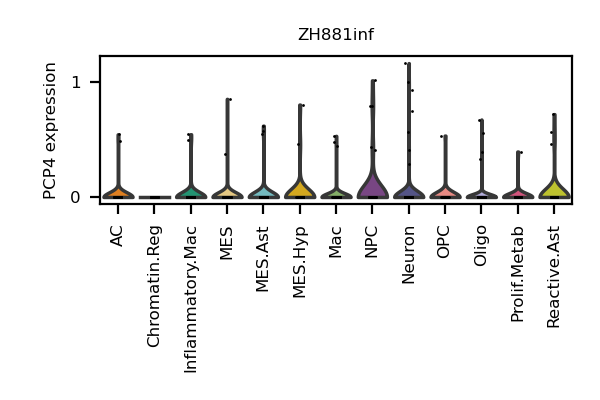 ZH881inf
PCP4 expression
1
0
AC
Chromatin.Reg
Inflammatory.Mac
MES
MES.Ast
MES.Hyp
Mac
NPC
Neuron
OPC
Oligo
Prolif.Metab
Reactive.Ast